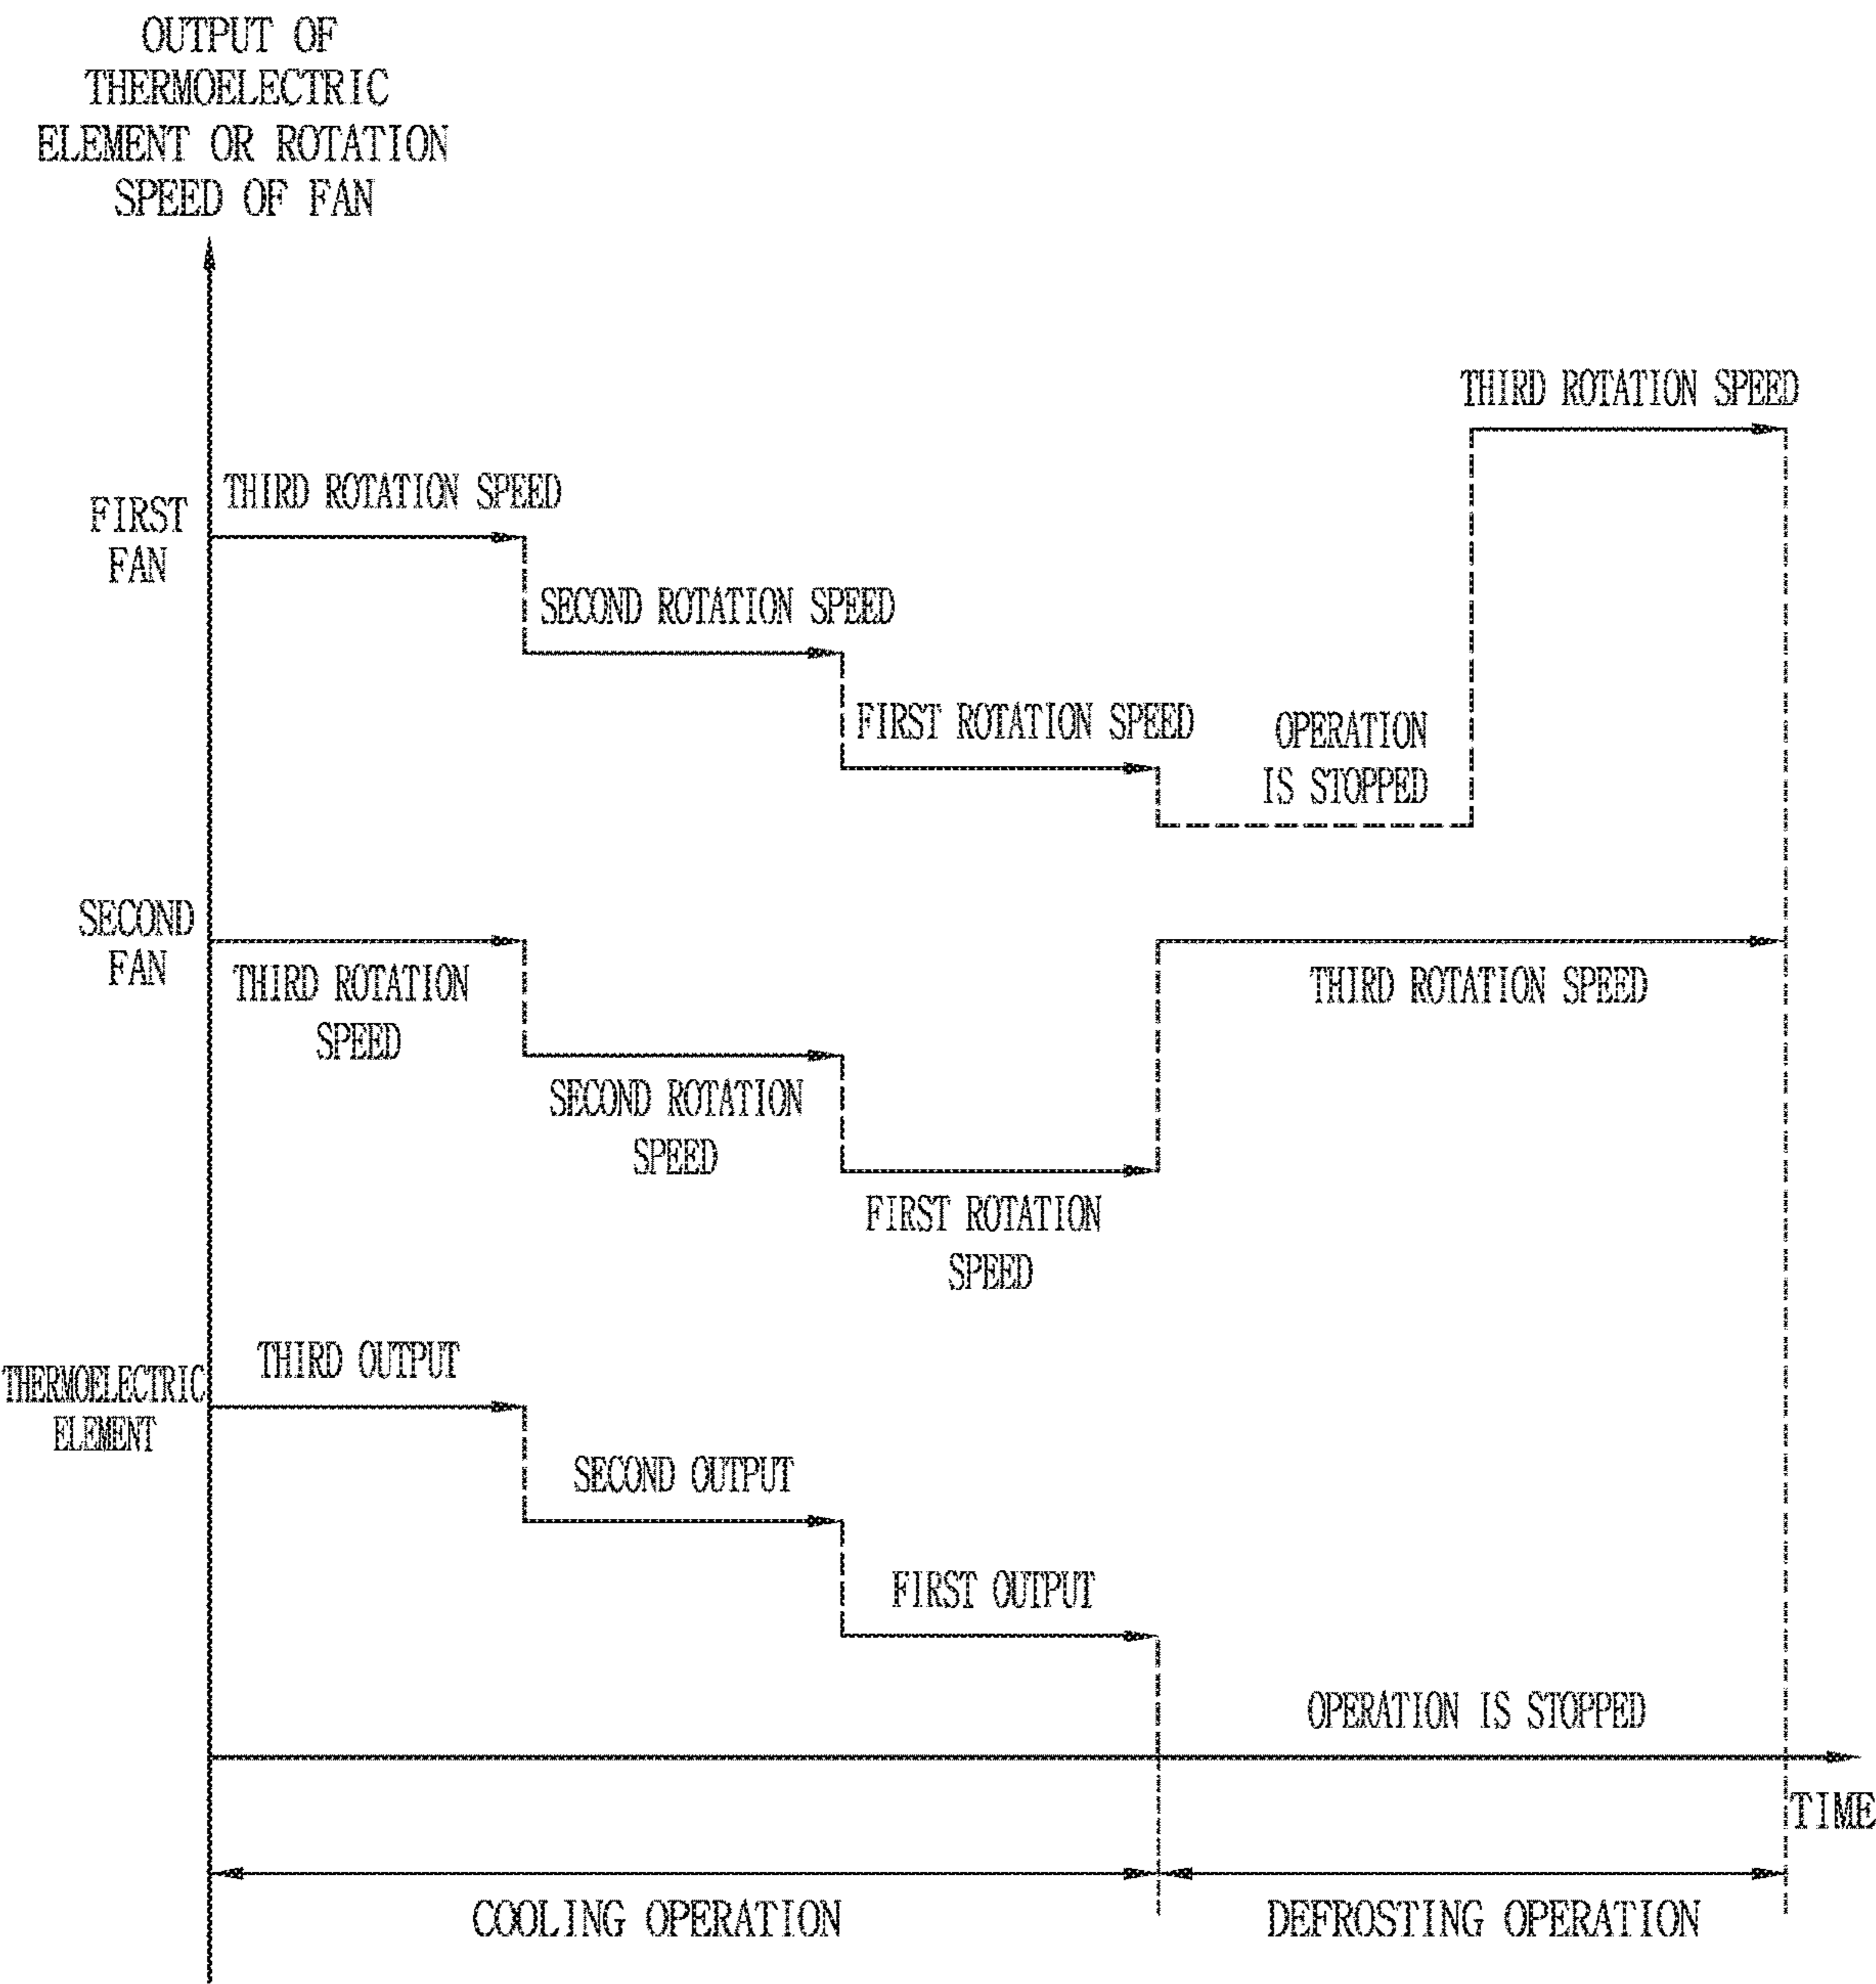 OUTPUT OF
THERMOELECTRIC
ELEMENT OR ROTATION
SPEED OF FAN
THIRD ROTATION SPEED
THIRD ROTATION SPEED
FIRST
FAN
SECOND ROTATION SPEED
FIRST ROTATION SPEED
OPERATION
IS STOPPED
SECOND
FAN
THIRD ROTATION
SPEED
THIRD ROTATION SPEED
SECOND ROTATION
SPEED
FIRST ROTATION
SPEED
THERMOELECTRIC
ELEMENT
THIRD OUTPUT
SECOND OUTPUT
FIRST OUTPUT
OPERATION IS STOPPED
TIME
COOLING OPERATION
DEFROSTING OPERATION